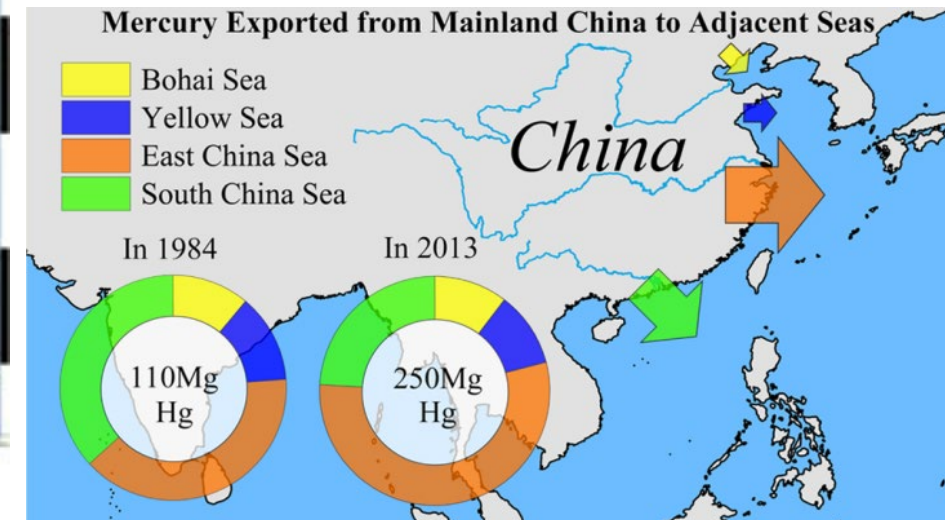 Mercury Exported from Mainland China to Adjacent Seas
Bohai Sea
Yellow Sea
East China Sea
South China Sea
China
In 1984
In 2013
110Mg
Hg
250Mg
Hg